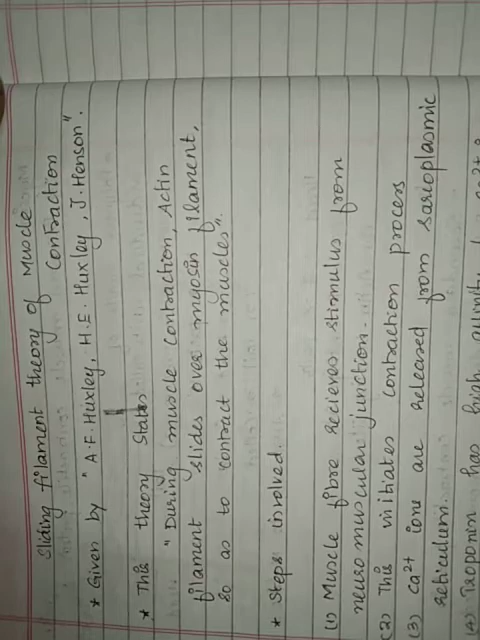 Sliding filament theory of Muscle
Contraction
* Given by "A.F. Huxley, H.E. Huxley, J. Henson".
* This theory States
"During muscle contraction, Actin
filament slides over myosin filament,
so as to contract the muscles".
* Steps involved.
(1) Muscle fibre recieves stimulus from
neuromuscular junction.
(2) This initiates contraction process
(3) Ca2+ ions are released from sarcoplasmic
reticulum.
(4) Troponin has high